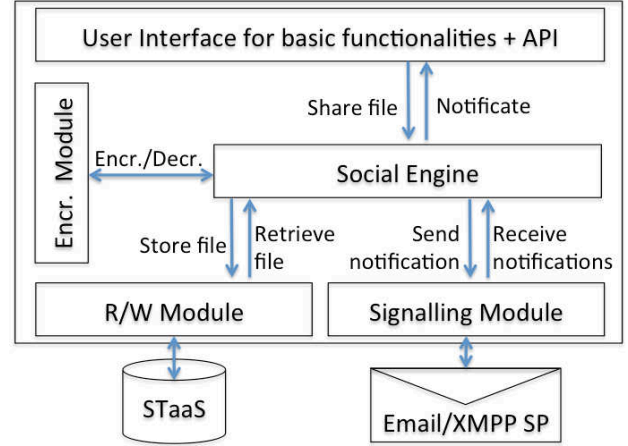 User Interface for basic functionalities + API
Share file
Notificate
Encr. Module
Encr./Decr.
Social Engine
Store file
Retrieve
file
Send
notification
Receive
notifications
R/W Module
Signalling Module
STaaS
Email/XMPP SP